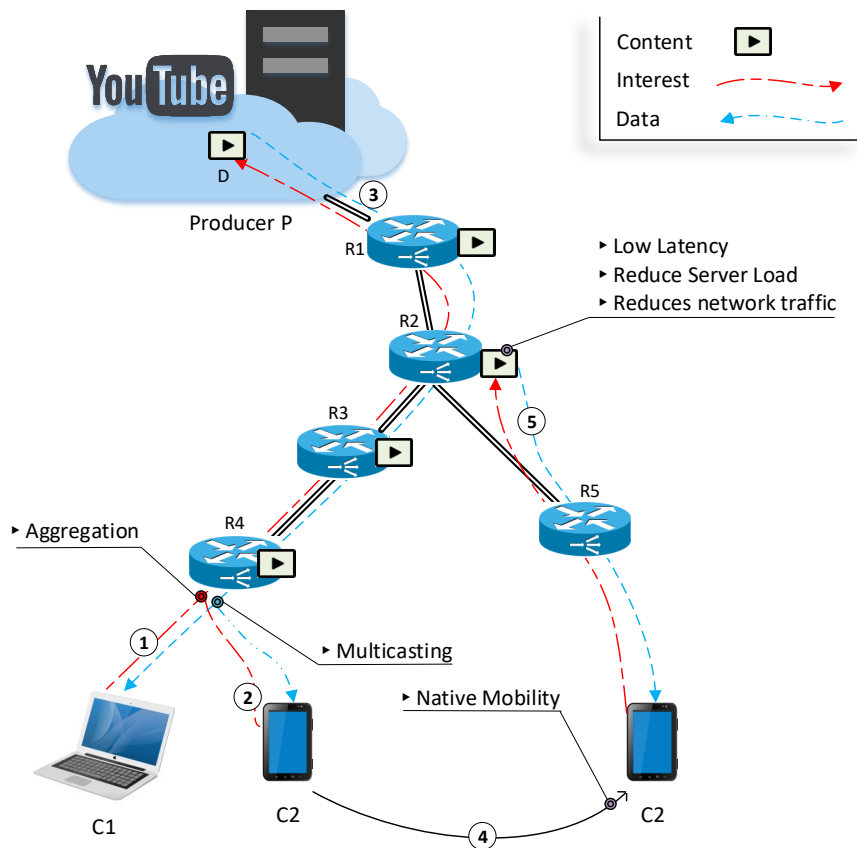 YouTube
D
Producer P
3
R1
Content
Interest
Data
▸ Low Latency
▸ Reduce Server Load
▸ Reduces network traffic
R2
R3
5
R5
R4
▸ Aggregation
1
▸ Multicasting
2
▸ Native Mobility
C1
C2
4
C2